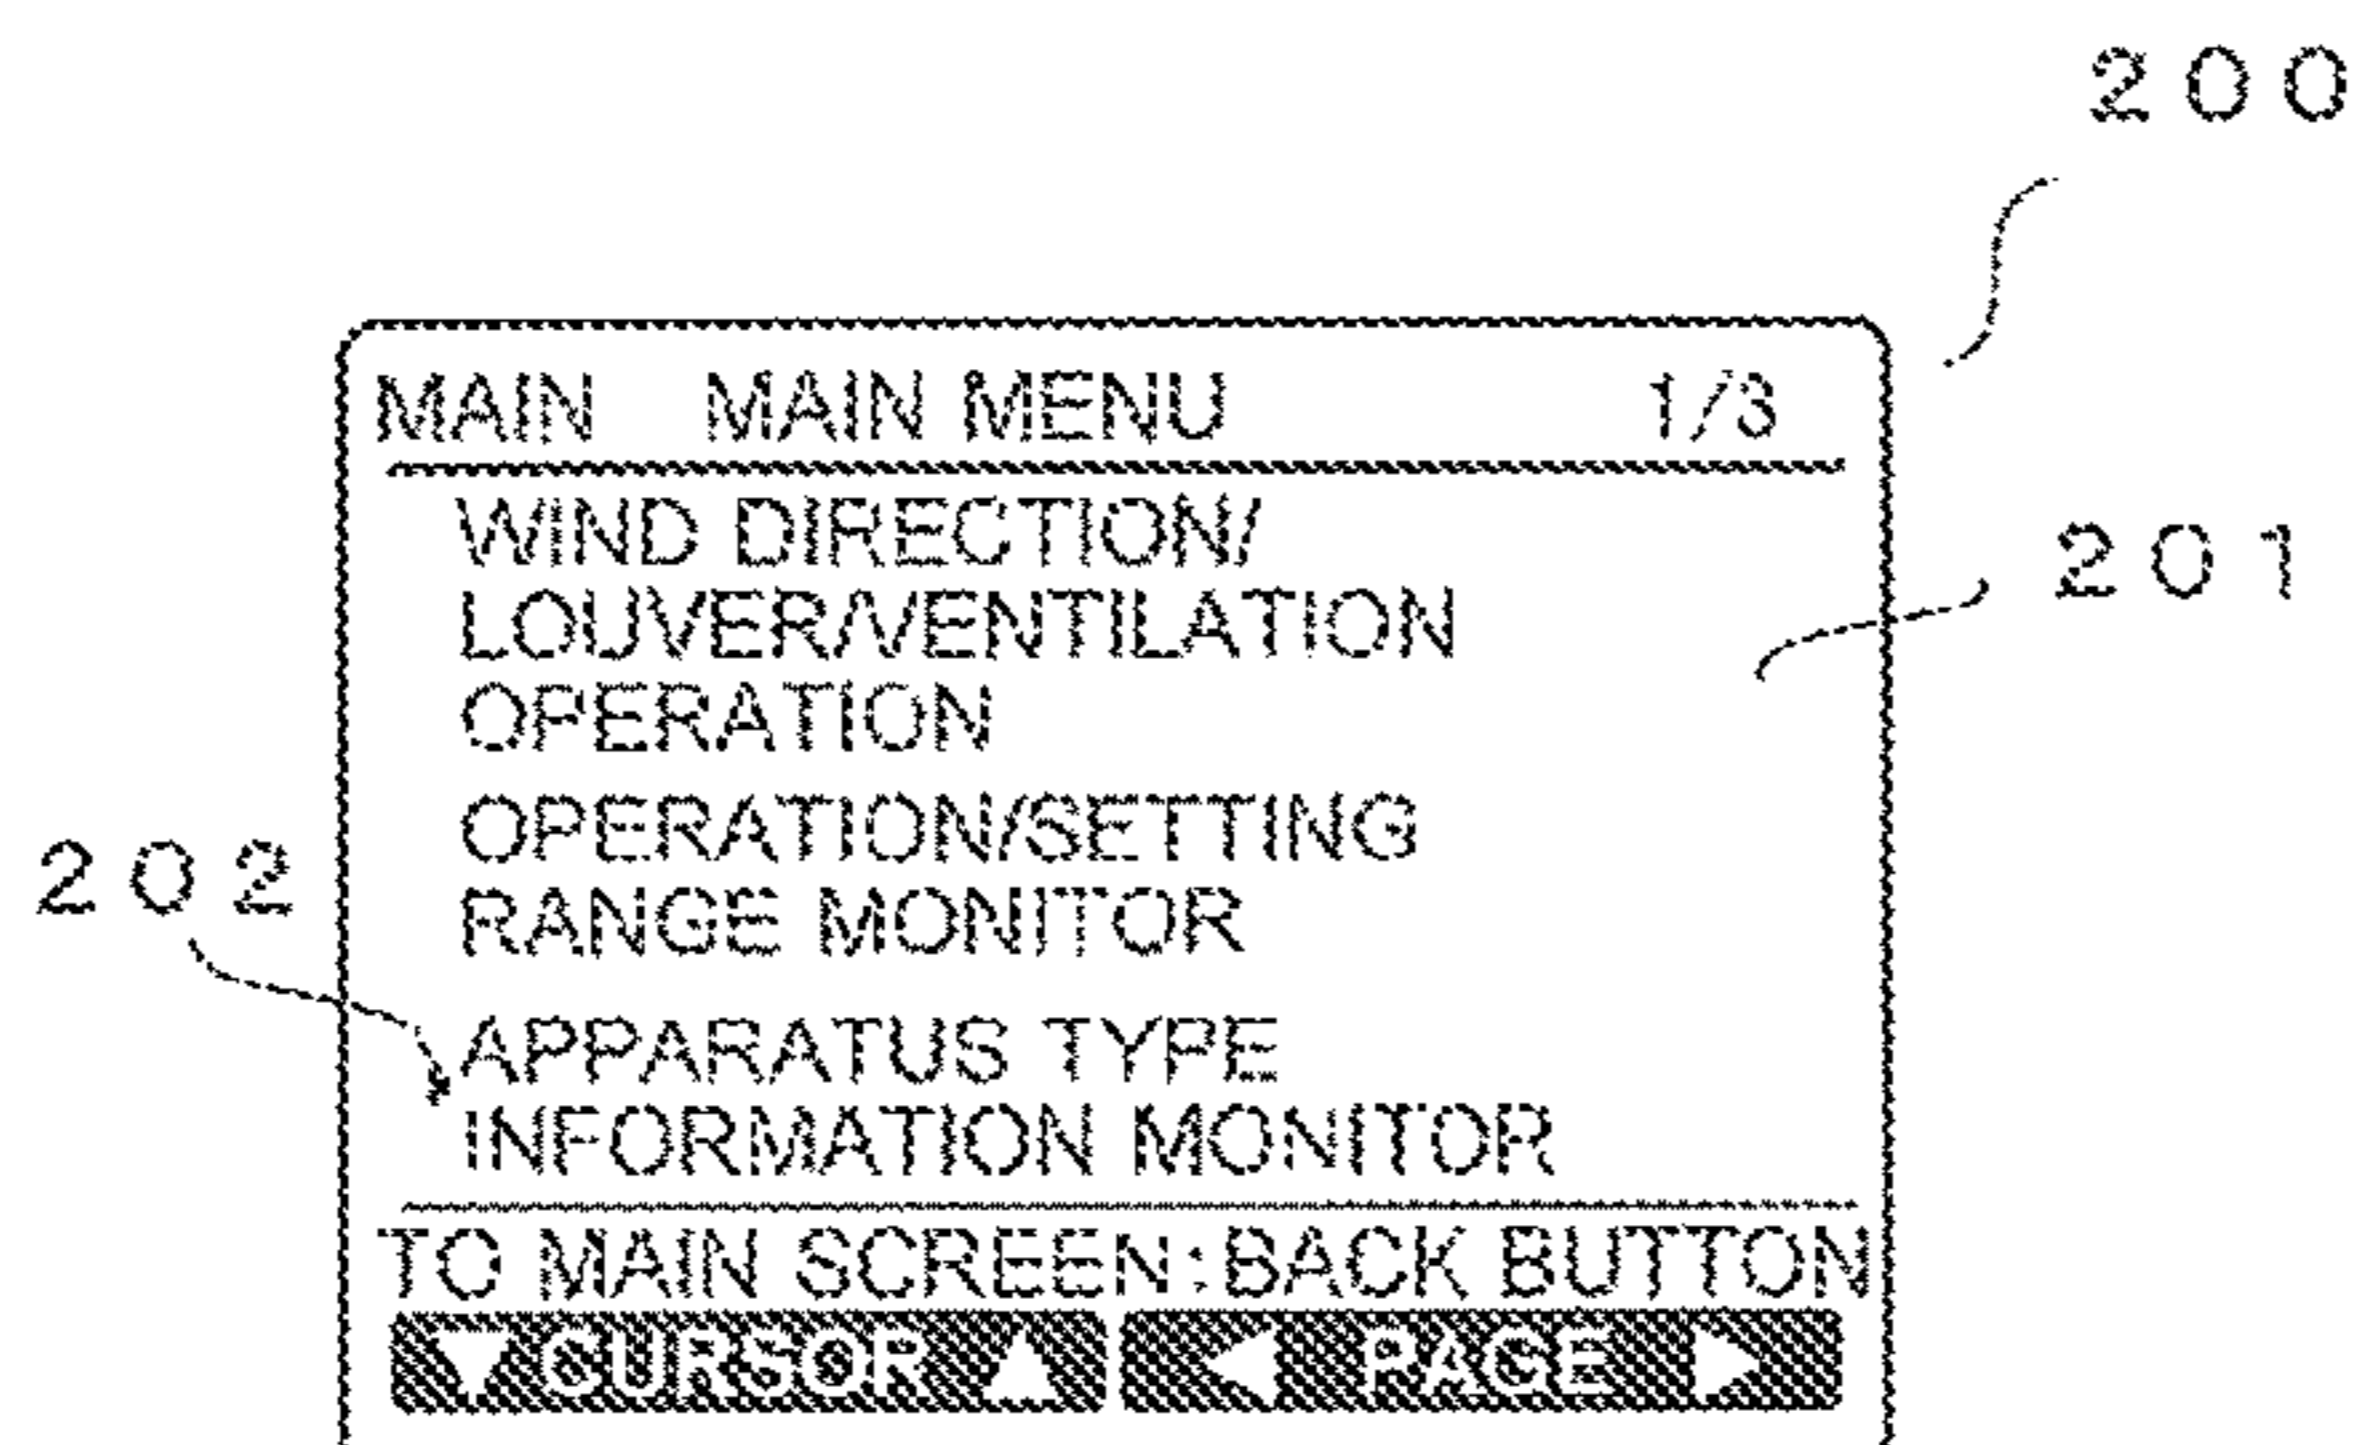 200
MAIN MAIN MENU 1/3
WIND DIRECTION/
LOUVER/VENTILATION
201
OPERATION
OPERATION/SETTING
202
RANGE MONITOR
APPARATUS TYPE
INFORMATION MONITOR
TO MAIN SCREEN:BACK BUTTON
▼CURSOR▲ ◀ PAGE ▶